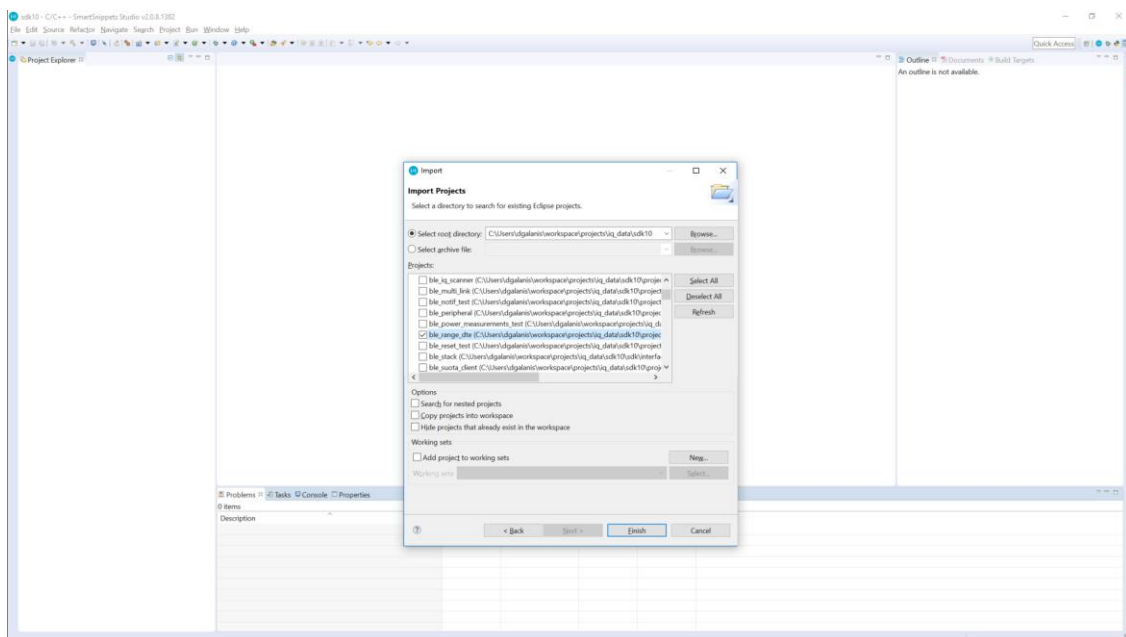 sdk10 - C/C++ - SmartSnippets Studio v2.0.8.1382
File Edit Source Refactor Navigate Search Project Run Window Help
Quick Access
Project Explorer
Outline Documents Build Targets
An outline is not available.
Import
Import Projects
Select a directory to search for existing Eclipse projects.
Select root directory: C:\Users\dgalanis\workspace\projects\iq_data\sdk10 Browse...
Select archive file: Browse...
Projects:
ble_iq_scanner (C:\Users\dgalanis\workspace\projects\iq_data\sdk10\projec
ble_multi_link (C:\Users\dgalanis\workspace\projects\iq_data\sdk10\project
ble_notif_test (C:\Users\dgalanis\workspace\projects\iq_data\sdk10\project
ble_peripheral (C:\Users\dgalanis\workspace\projects\iq_data\sdk10\projec
ble_power_measurements_test (C:\Users\dgalanis\workspace\projects\iq_da
ble_range_dte (C:\Users\dgalanis\workspace\projects\iq_data\sdk10\projec
ble_reset_test (C:\Users\dgalanis\workspace\projects\iq_data\sdk10\project
ble_stack (C:\Users\dgalanis\workspace\projects\iq_data\sdk10\sdk\interfa
ble_suota_client (C:\Users\dgalanis\workspace\projects\iq_data\sdk10\proj
Select All
Deselect All
Refresh
Options
Search for nested projects
Copy projects into workspace
Hide projects that already exist in the workspace
Working sets
Add project to working sets New...
Working sets: Select...
< Back Next > Finish Cancel
Problems Tasks Console Properties
0 items
Description